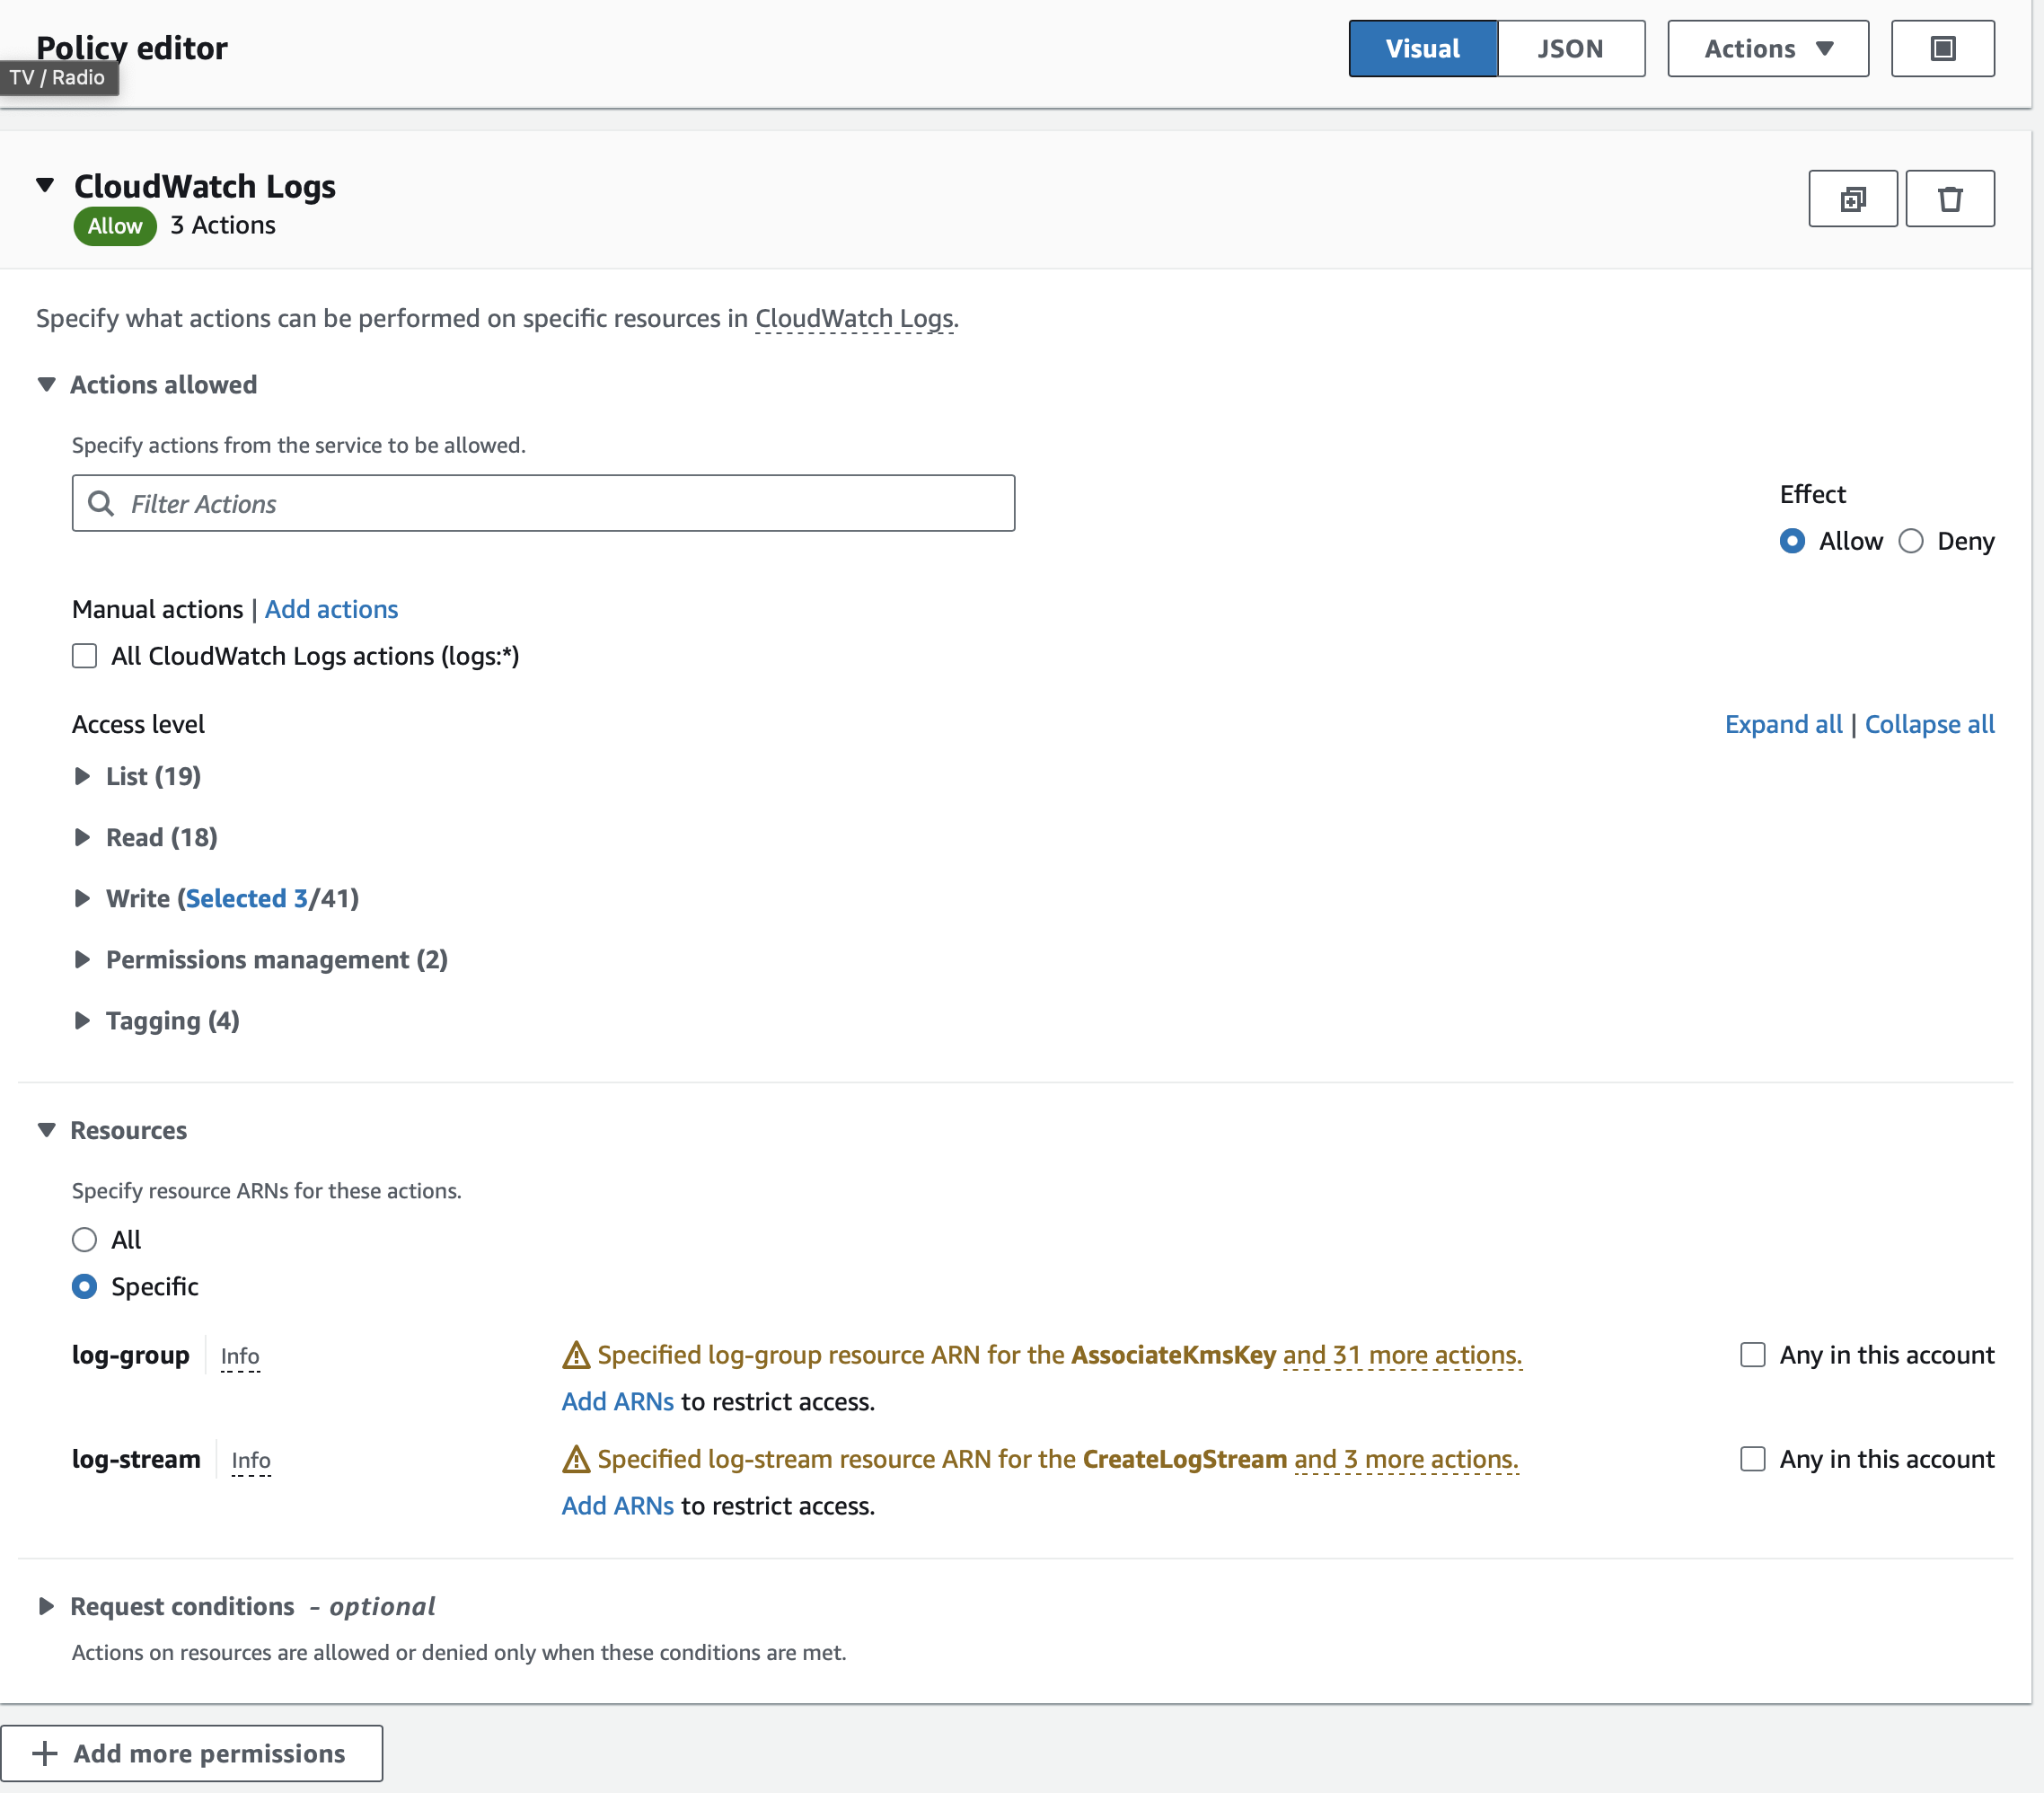 Policy editor
Visual
JSON
Actions
TV / Radio
CloudWatch Logs
Allow 3 Actions
Specify what actions can be performed on specific resources in CloudWatch Logs.
Actions allowed
Specify actions from the service to be allowed.
Filter Actions
Effect
Allow Deny
Manual actions | Add actions
All CloudWatch Logs actions (logs:*)
Access level
Expand all | Collapse all
List (19)
Read (18)
Write (Selected 3/41)
Permissions management (2)
Tagging (4)
Resources
Specify resource ARNs for these actions.
All
Specific
log-group Info
Specified log-group resource ARN for the AssociateKmsKey and 31 more actions.
Any in this account
Add ARNs to restrict access.
log-stream Info
Specified log-stream resource ARN for the CreateLogStream and 3 more actions.
Any in this account
Add ARNs to restrict access.
Request conditions - optional
Actions on resources are allowed or denied only when these conditions are met.
+ Add more permissions